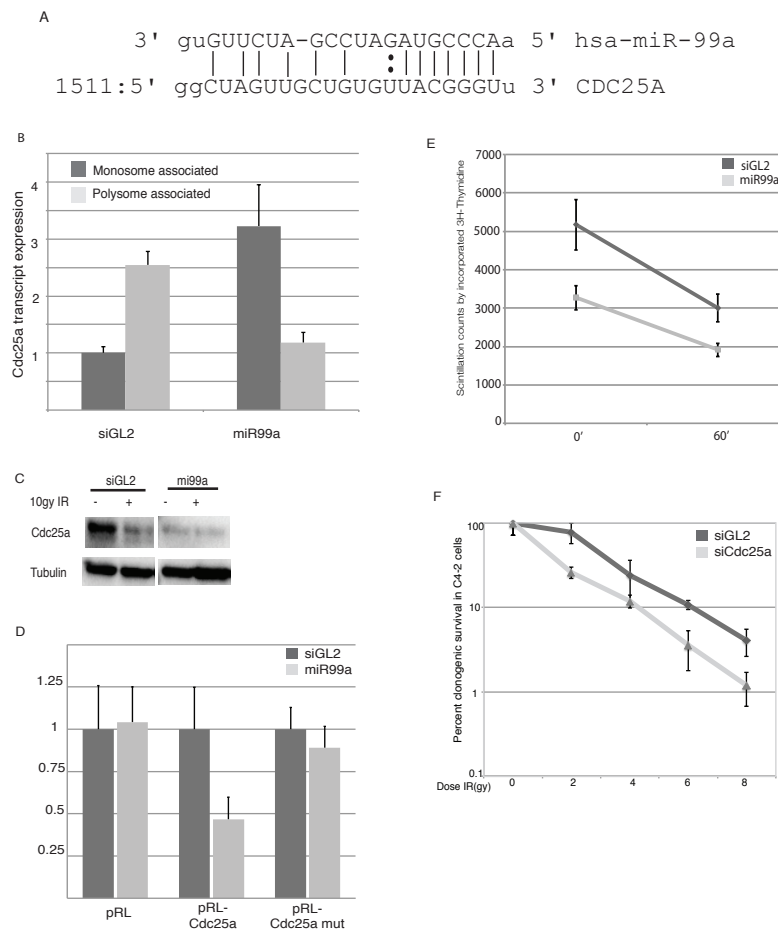 A
3' guGUUCUA-GCCUAGAUGCCCAa 5' hsa-miR-99a
1511:5' ggCUAGUUGCUGUGUUACGGGUu 3' CDC25A
B
Monosome associated
Polysome associated
Cdc25a transcript expression
4
3
2
1
0
siGL2 miR99a
C
siGL2 mi99a
10gy IR - + - +
Cdc25a
Tubulin
D
siGL2
miR99a
1.25
1
0.75
0.5
0.25
pRL pRL-Cdc25a pRL-Cdc25a mut
E
siGL2
miR99a
Scintillation counts by incorporated 3H-Thymidine
7000
6000
5000
4000
3000
2000
1000
0
0' 60'
F
siGL2
siCdc25a
Percent clonogenic survival in C4-2 cells
100
10
1
0.1
Dose IR(gy) 0 2 4 6 8